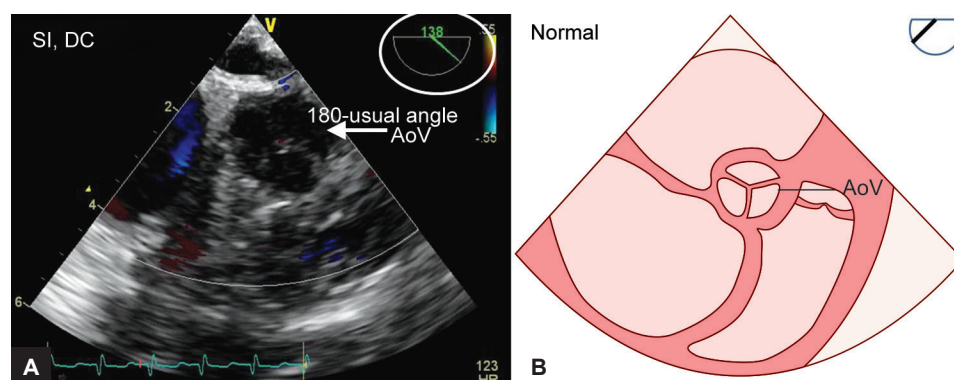 SI, DC
V
138
.55
-.55
2
180-usual angle
AoV
4
6
123
HR
A
Normal
AoV
B